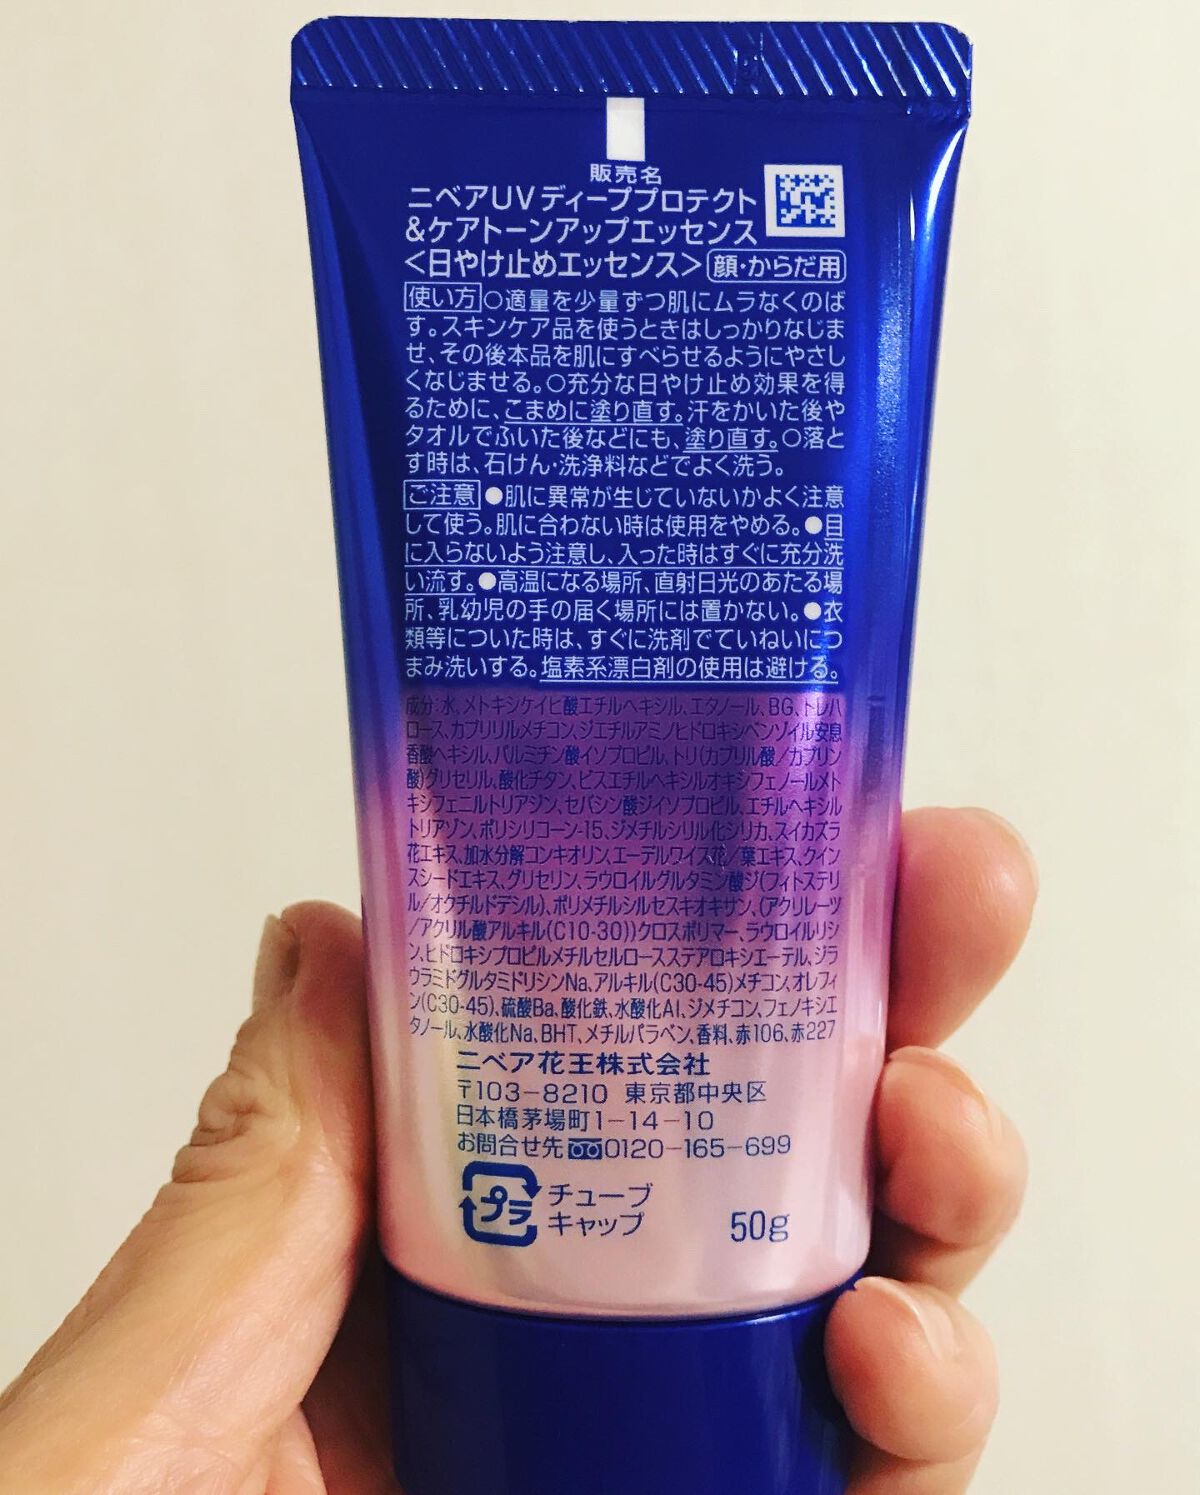 販売名
ニベアUVディーププロテクト
&ケアトーンアップエッセンス
<日やけ止めエッセンス> 顔・からだ用
使い方○適量を少量ずつ肌にムラなくのば
す。スキンケア品を使うときはしっかりなじま
せ、その後本品を肌にすべらせるようにやさし
くなじませる。○充分な日やけ止め効果を得
るために、こまめに塗り直す。汗をかいた後や
タオルでふいた後などにも、塗り直す。○落と
す時は、石けん・洗浄料などでよく洗う。
ご注意●肌に異常が生じていないかよく注意
して使う。肌に合わない時は使用をやめる。●目
に入らないよう注意し、入った時はすぐに充分洗
い流す。●高温になる場所、直射日光のあたる場
所、乳幼児の手の届く場所には置かない。●衣
類等についた時は、すぐに洗剤でていねいにつ
まみ洗いする。塩素系漂白剤の使用は避ける。
成分:水、メトキシケイヒ酸エチルヘキシル、エタノール、BG、トレハ
ロース、カプリリルメチコン、ジエチルアミノヒドロキシベンゾイル安息
香酸ヘキシル、パルミチン酸イソプロピル、トリ(カプリル酸/カプリン
酸)グリセリル、酸化チタン、ビスエチルヘキシルオキシフェノールメト
キシフェニルトリアジン、セバシン酸ジイソプロピル、エチルヘキシル
トリアゾン、ポリシリコーン-15、ジメチルシリル化シリカ、スイカズラ
花エキス、加水分解コンキオリン、エーデルワイス花/葉エキス、クイン
スシードエキス、グリセリン、ラウロイルグルタミン酸ジ(フィトステリ
ル/オクチルドデシル)、ポリメチルシルセスキオキサン、(アクリレーツ
/アクリル酸アルキル(C10-30))クロスポリマー、ラウロイルリシ
ン、ヒドロキシプロピルメチルセルロースステアロキシエーテル、ジラ
ウラミドグルタミドリシンNa、アルキル(C30-45)メチコン、オレフィ
ン(C30-45)、硫酸Ba、酸化鉄、水酸化Al、ジメチコン、フェノキシエ
タノール、水酸化Na、BHT、メチルパラベン、香料、赤106、赤227
ニベア花王株式会社
〒103-8210 東京都中央区
日本橋茅場町1-14-10
お問合せ先 0120-165-699
プラ チューブ
キャップ 50g